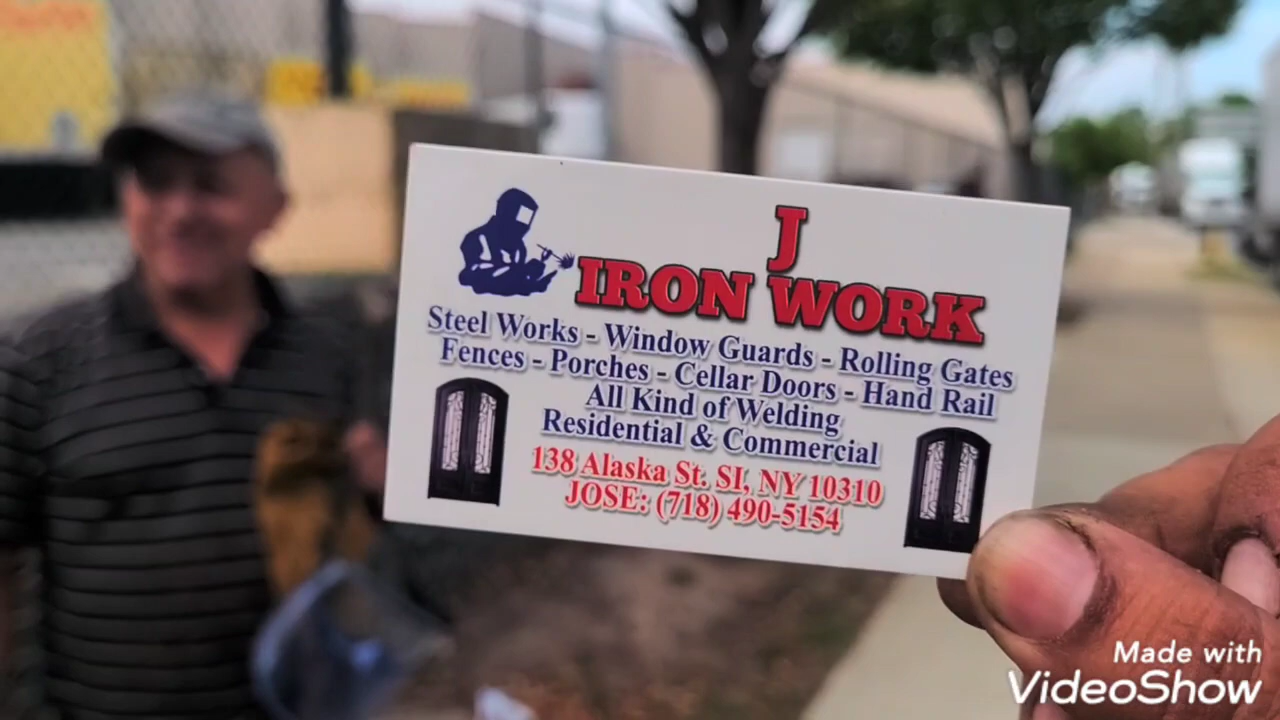 J
IRON WORK
Steel Works - Window Guards - Rolling Gates
Fences - Porches - Cellar Doors - Hand Rail
All Kind of Welding
Residential & Commercial
138 Alaska St. SI, NY 10310
JOSE: (718) 490-5154
Made with
VideoShow